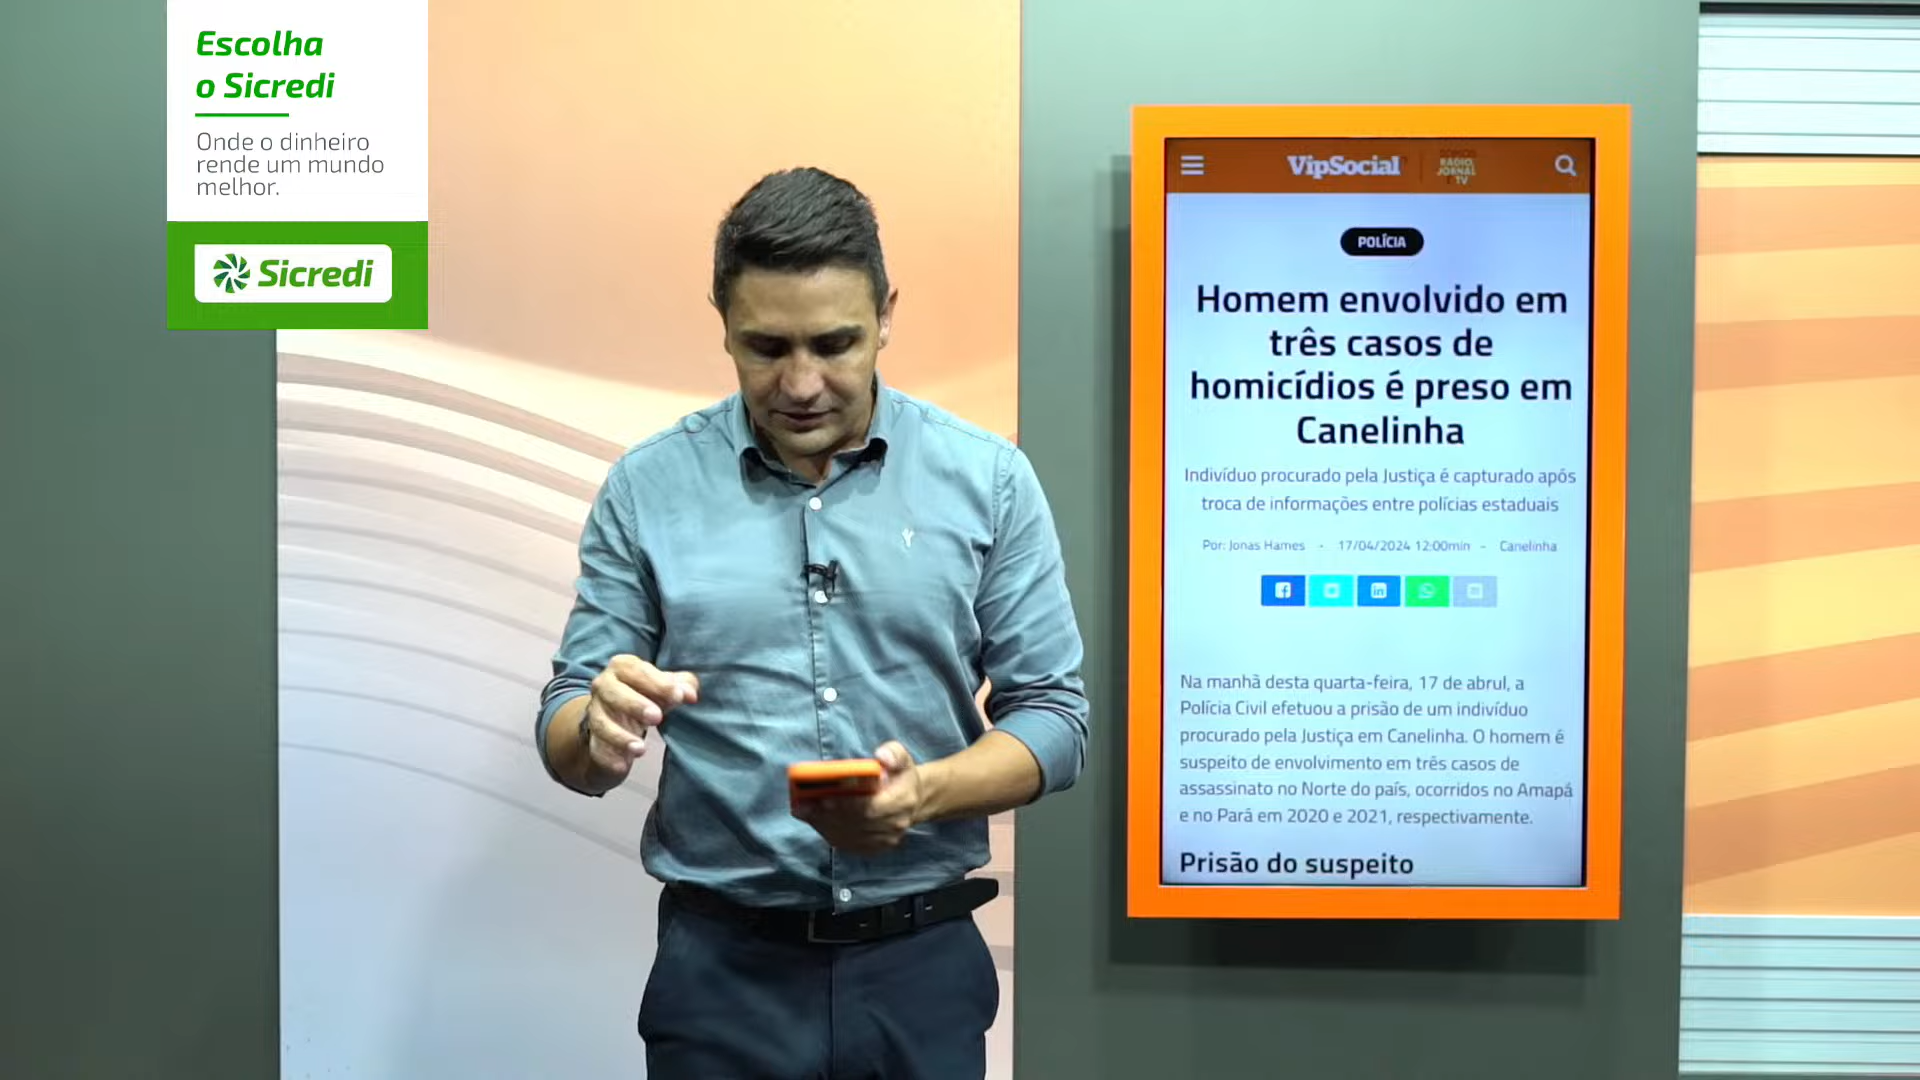 Escolha
o Sicredi
Onde o dinheiro
rende um mundo
melhor.
Sicredi
VipSocial
RÁDIO,
JORNAL
E TV
POLÍCIA
Homem envolvido em
três casos de
homicídios é preso em
Canelinha
Indivíduo procurado pela Justiça é capturado após
troca de informações entre polícias estaduais
Por: Jonas Hames - 17/04/2024 12:00min - Canelinha
Na manhã desta quarta-feira, 17 de abrul, a
Polícia Civil efetuou a prisão de um indivíduo
procurado pela Justiça em Canelinha. O homem é
suspeito de envolvimento em três casos de
assassinato no Norte do país, ocorridos no Amapá
e no Pará em 2020 e 2021, respectivamente.
Prisão do suspeito